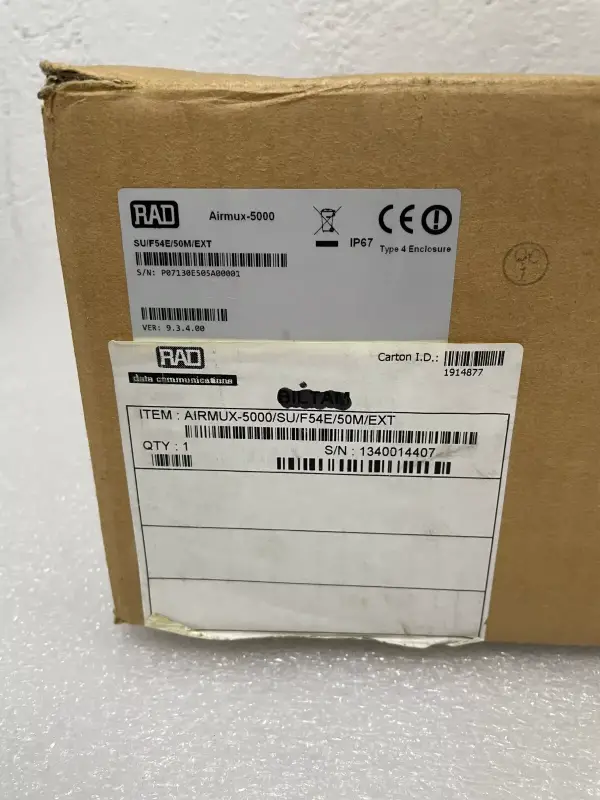 RAD Airmux-5000
SU/F54E/50M/EXT
S/N: P07130E505A00001
IP67 Type 4 Enclosure
VER: 9.3.4.00
RAD
data communications
Carton I.D.:
1914877
BILTAM
ITEM : AIRMUX-5000/SU/F54E/50M/EXT
QTY : 1
S/N : 1340014407